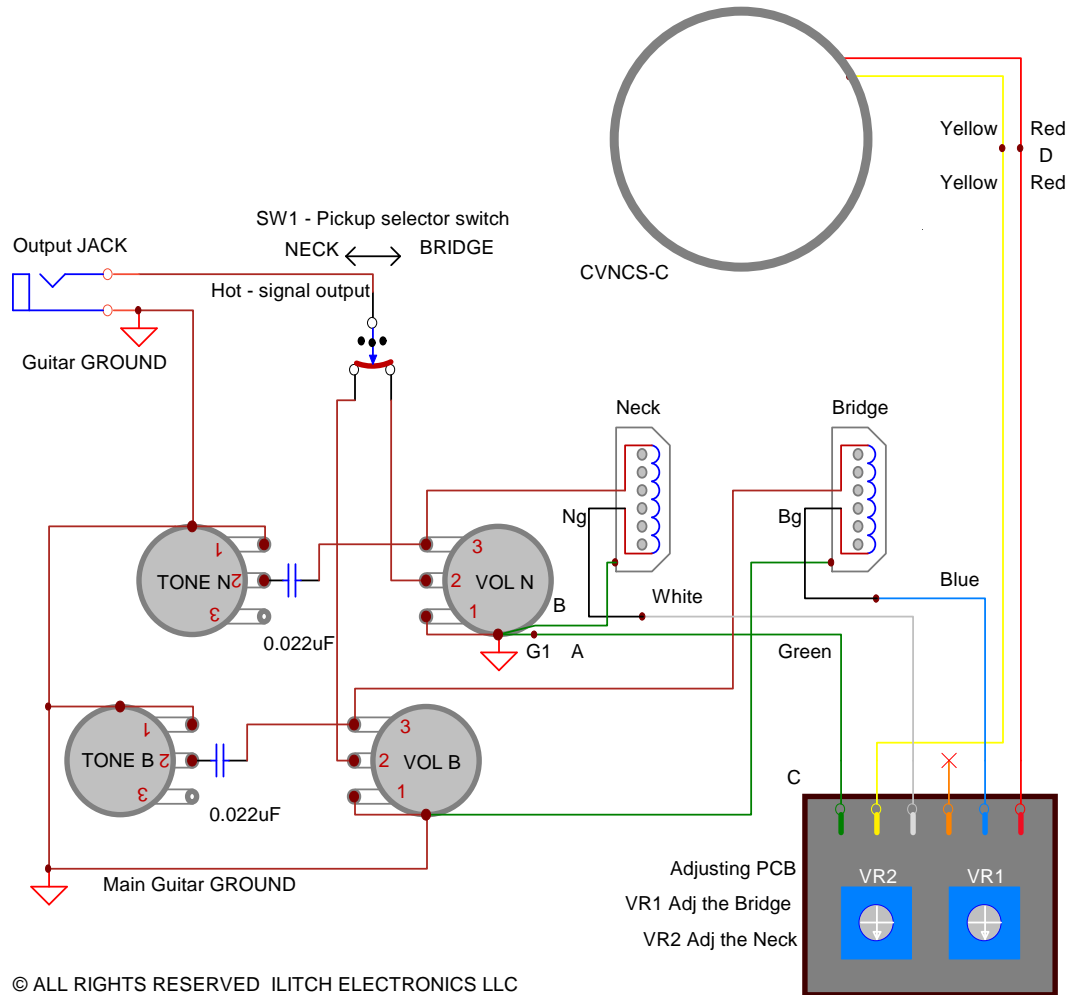 Yellow Red
D
Yellow Red
SW1 - Pickup selector switch
Output JACK
NECK BRIDGE
CVNCS-C
Hot - signal output
Guitar GROUND
Neck Bridge
Ng Bg
1 3
TONE N 2 2 VOL N Blue
3 1 B White
0.022uF G1 A Green
1 3
TONE B 2 2 VOL B
3 1 C
0.022uF
Adjusting PCB VR2 VR1
Main Guitar GROUND
VR1 Adj the Bridge
VR2 Adj the Neck
© ALL RIGHTS RESERVED ILITCH ELECTRONICS LLC